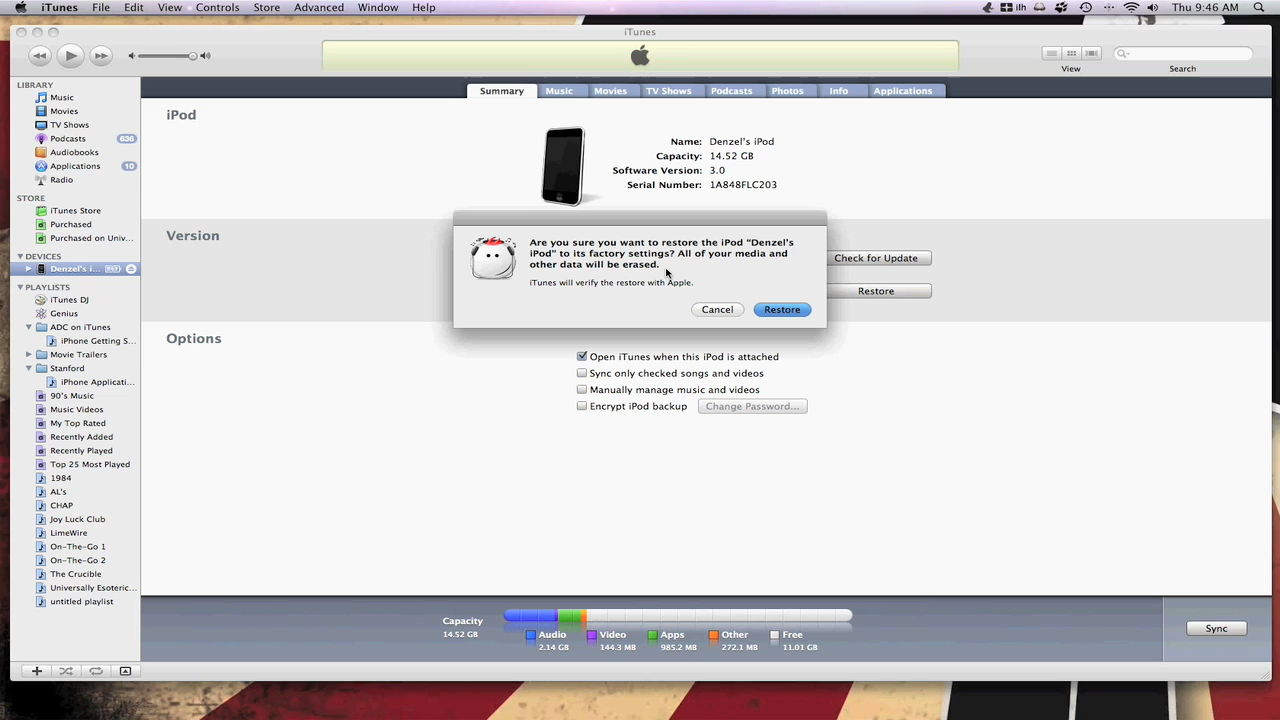 iTunes File Edit View Controls Store Advanced Window Help
ilh Thu 9:46 AM
iTunes
View Search
LIBRARY
Music
Movies
TV Shows
Podcasts 636
Audiobooks
Applications 10
Radio
STORE
iTunes Store
Purchased
Purchased on Univ...
DEVICES
Denzel's i...
PLAYLISTS
iTunes DJ
Genius
ADC on iTunes
iPhone Getting S...
Movie Trailers
Stanford
iPhone Applicati...
90's Music
Music Videos
My Top Rated
Recently Added
Recently Played
Top 25 Most Played
1984
AL's
CHAP
Joy Luck Club
LimeWire
On-The-Go 1
On-The-Go 2
The Crucible
Universally Esoteric...
untitled playlist
Summary Music Movies TV Shows Podcasts Photos Info Applications
iPod
Name: Denzel's iPod
Capacity: 14.52 GB
Software Version: 3.0
Serial Number: 1A848FLC203
Version
Check for Update
Restore
Are you sure you want to restore the iPod "Denzel's
iPod" to its factory settings? All of your media and
other data will be erased.
iTunes will verify the restore with Apple.
Cancel Restore
Options
Open iTunes when this iPod is attached
Sync only checked songs and videos
Manually manage music and videos
Encrypt iPod backup Change Password...
Capacity
14.52 GB
Audio
2.14 GB
Video
144.3 MB
Apps
985.2 MB
Other
272.1 MB
Free
11.01 GB
Sync